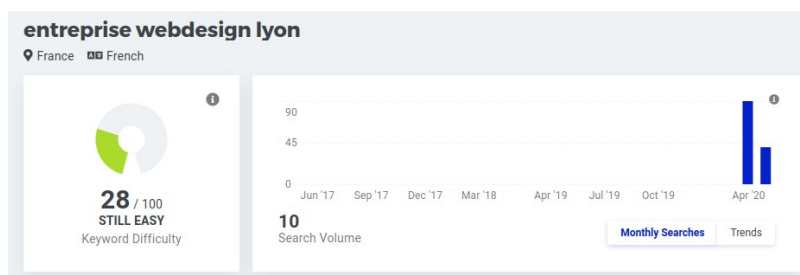 entreprise webdesign lyon
France French
28 / 100
STILL EASY
Keyword Difficulty
90
45
0
Jun '17 Sep '17 Dec '17 Mar '18 Apr '19 Jul '19 Oct '19 Apr '20
10
Search Volume
Monthly Searches Trends